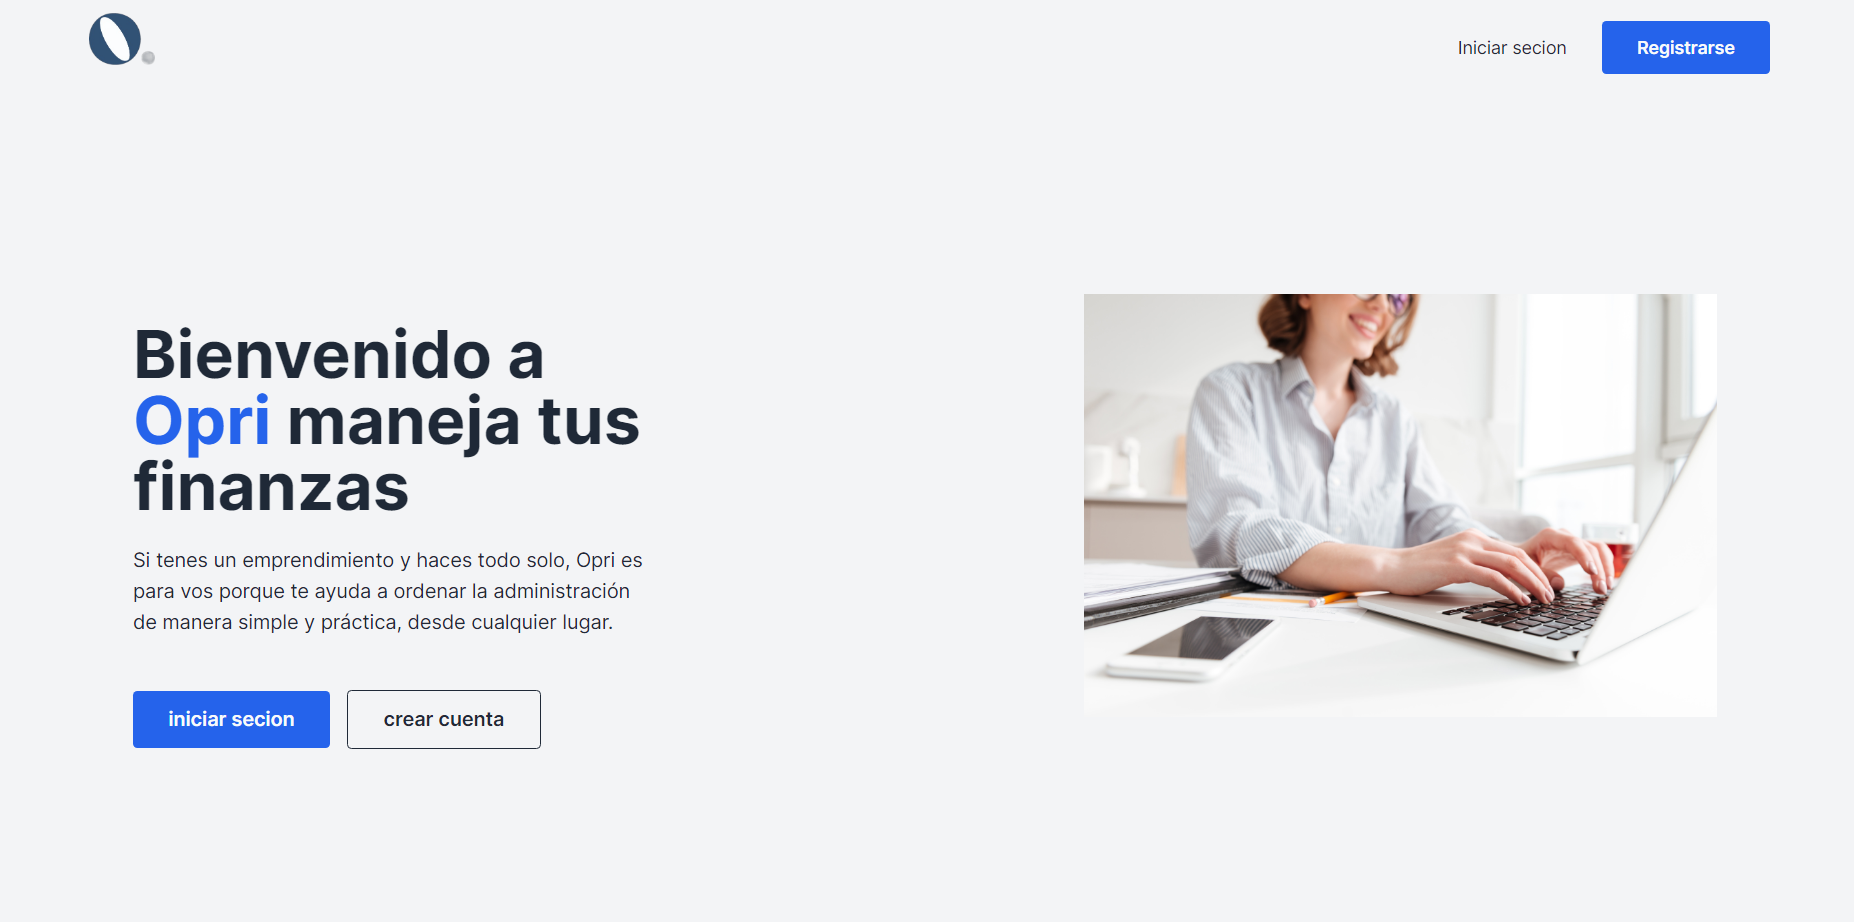 Iniciar secion
Registrarse
Bienvenido a
Opri maneja tus
finanzas
Si tenes un emprendimiento y haces todo solo, Opri es
para vos porque te ayuda a ordenar la administración
de manera simple y práctica, desde cualquier lugar.
iniciar secion
crear cuenta